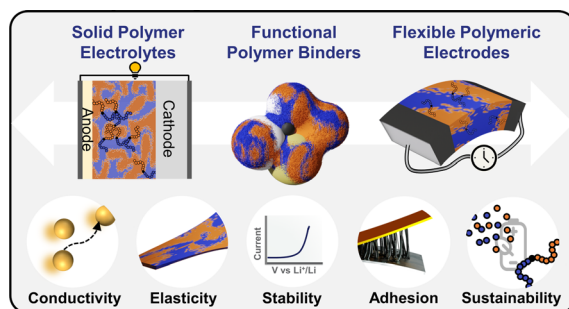 Solid Polymer
Electrolytes
Functional
Polymer Binders
Flexible Polymeric
Electrodes
Anode
Cathode
Current
V vs Li⁺/Li
Conductivity
Elasticity
Stability
Adhesion
Sustainability